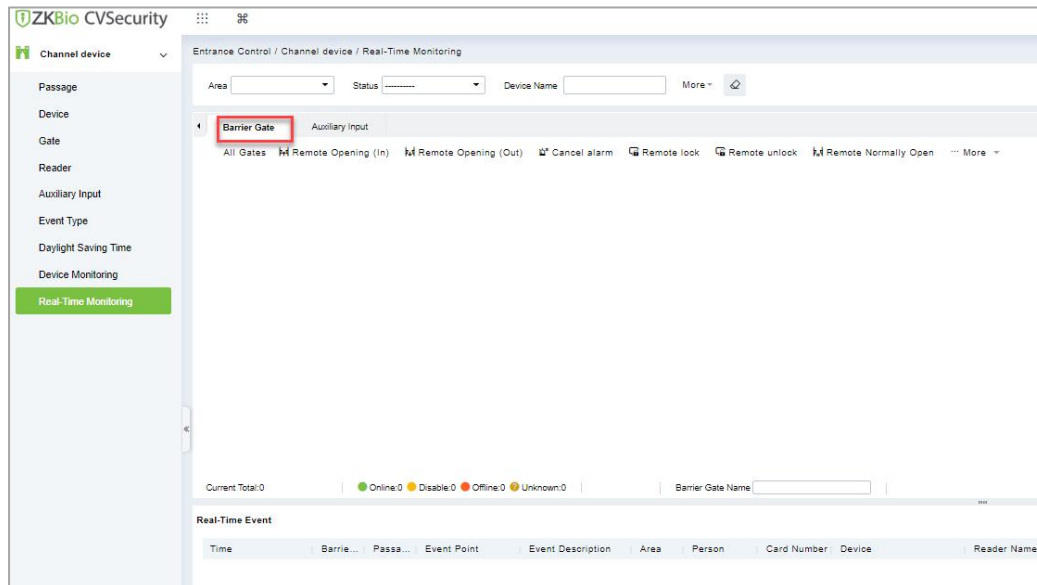 ZKBio CVSecurity
Channel device
Entrance Control / Channel device / Real-Time Monitoring
Passage
Device
Gate
Reader
Auxiliary Input
Event Type
Daylight Saving Time
Device Monitoring
Real-Time Monitoring
Area Status ---------- Device Name More
Barrier Gate Auxiliary Input
All Gates Remote Opening (In) Remote Opening (Out) Cancel alarm Remote lock Remote unlock Remote Normally Open ··· More
Current Total:0 Online:0 Disable:0 Offline:0 Unknown:0 Barrier Gate Name
Real-Time Event
Time Barrie... Passa... Event Point Event Description Area Person Card Number Device Reader Name